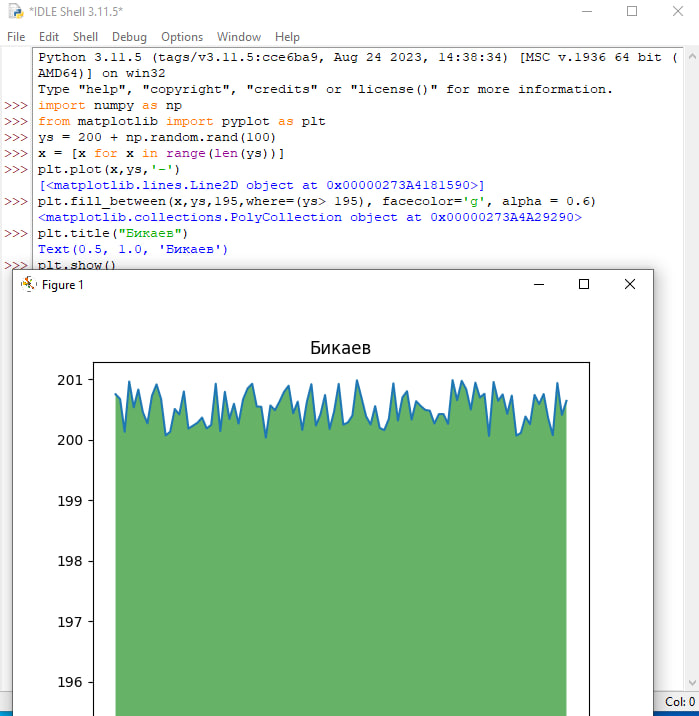 *IDLE Shell 3.11.5*
File Edit Shell Debug Options Window Help
Python 3.11.5 (tags/v3.11.5:cce6ba9, Aug 24 2023, 14:38:34) [MSC v.1936 64 bit (
AMD64)] on win32
Type "help", "copyright", "credits" or "license()" for more information.
>>> import numpy as np
>>> from matplotlib import pyplot as plt
>>> ys = 200 + np.random.rand(100)
>>> x = [x for x in range(len(ys))]
>>> plt.plot(x,ys,'-')
[<matplotlib.lines.Line2D object at 0x00000273A4181590>]
>>> plt.fill_between(x,ys,195,where=(ys> 195), facecolor='g', alpha = 0.6)
<matplotlib.collections.PolyCollection object at 0x00000273A4A29290>
>>> plt.title("Бикаев")
Text(0.5, 1.0, 'Бикаев')
>>> plt.show()
Figure 1
Бикаев
201
200
199
198
197
196
Col: 0